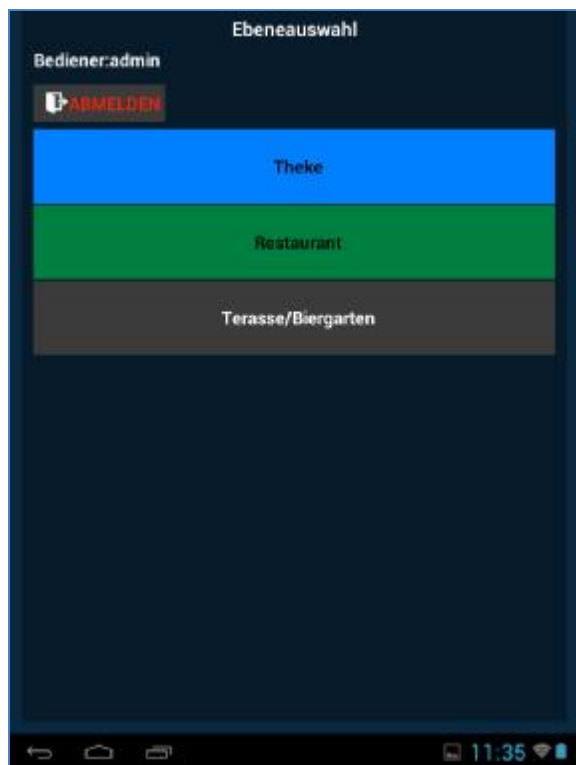 Ebeneauswahl
Bediener:admin
ABMELDEN
Theke
Restaurant
Terasse/Biergarten
11:35